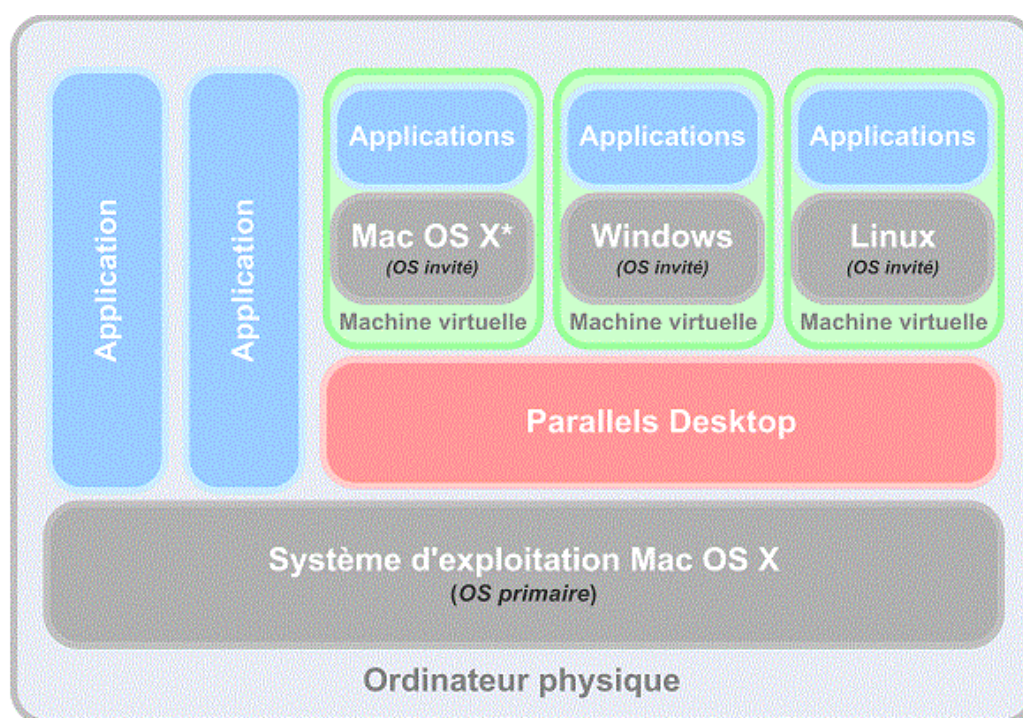 Application
Application
Applications
Mac OS X*
(OS invité)
Machine virtuelle
Applications
Windows
(OS invité)
Machine virtuelle
Applications
Linux
(OS invité)
Machine virtuelle
Parallels Desktop
Système d'exploitation Mac OS X
(OS primaire)
Ordinateur physique